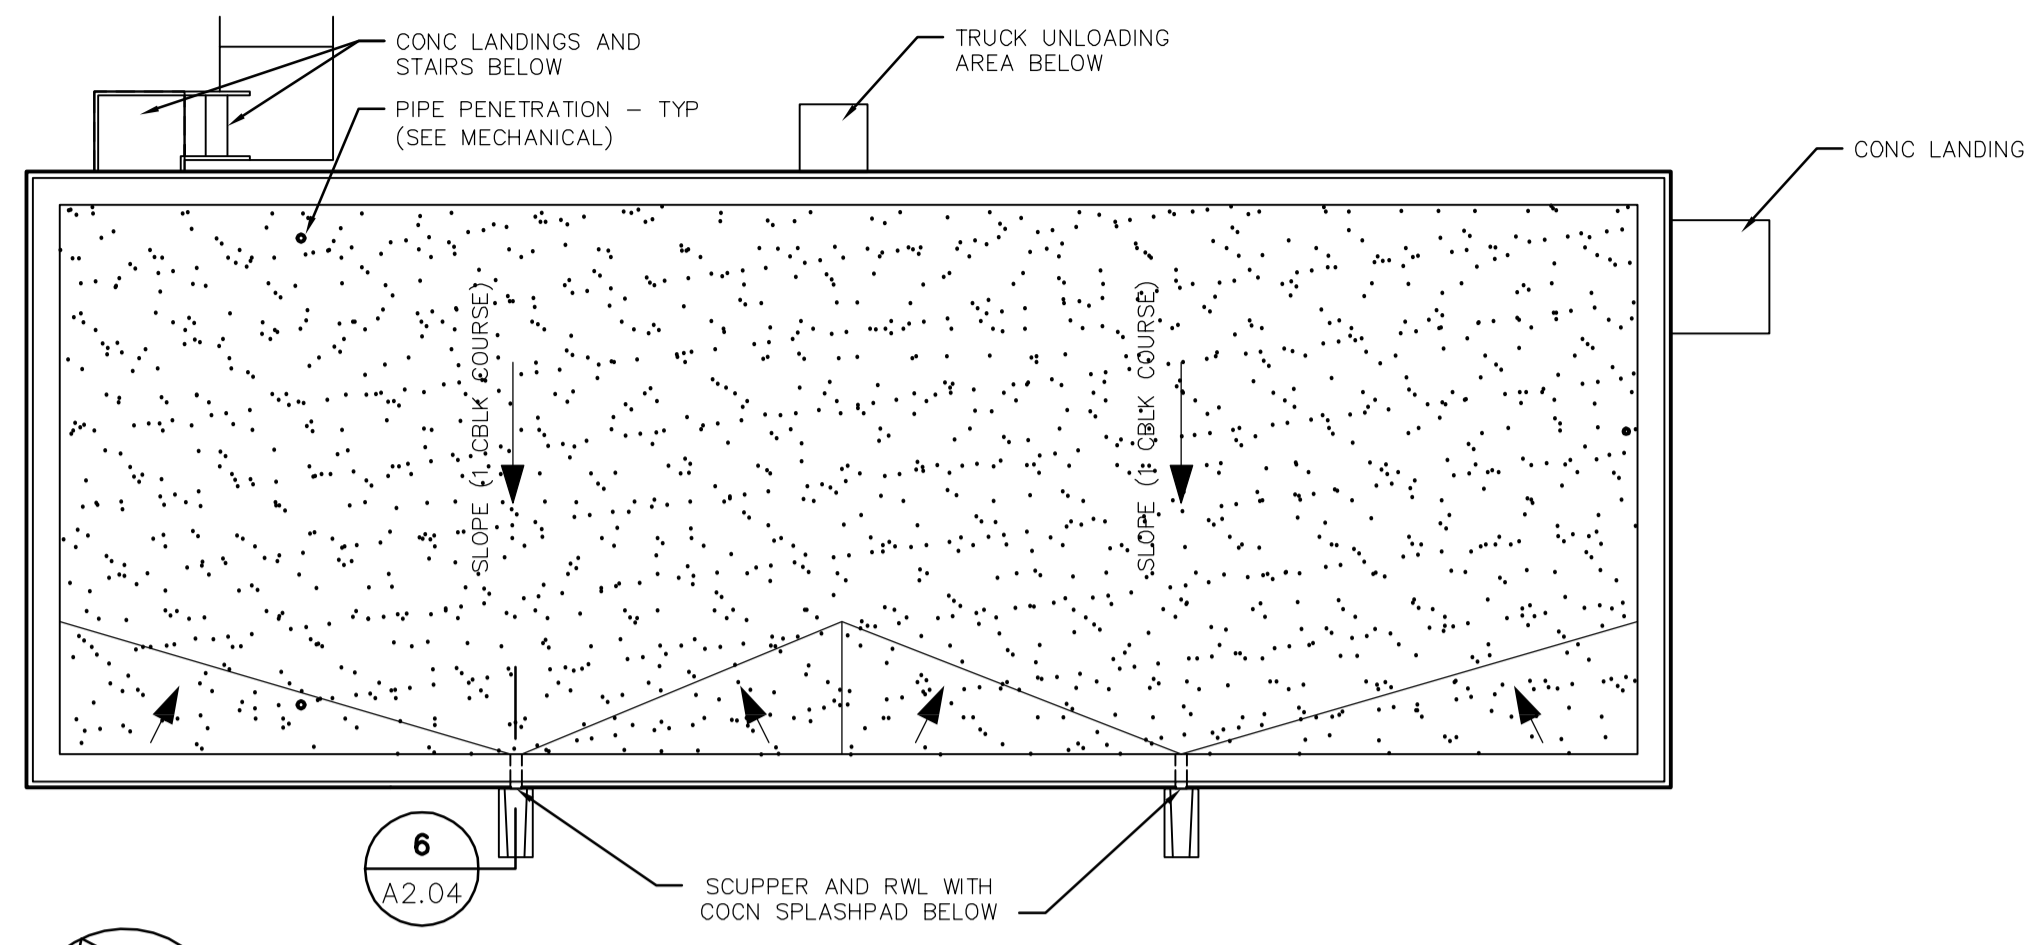 CONC LANDINGS AND
STAIRS BELOW
PIPE PENETRATION - TYP
(SEE MECHANICAL)
TRUCK UNLOADING
AREA BELOW
CONC LANDING
SLOPE (1 CBLK COURSE)
SLOPE (1 CBLK COURSE)
6
A2.04
SCUPPER AND RWL WITH
COCN SPLASHPAD BELOW